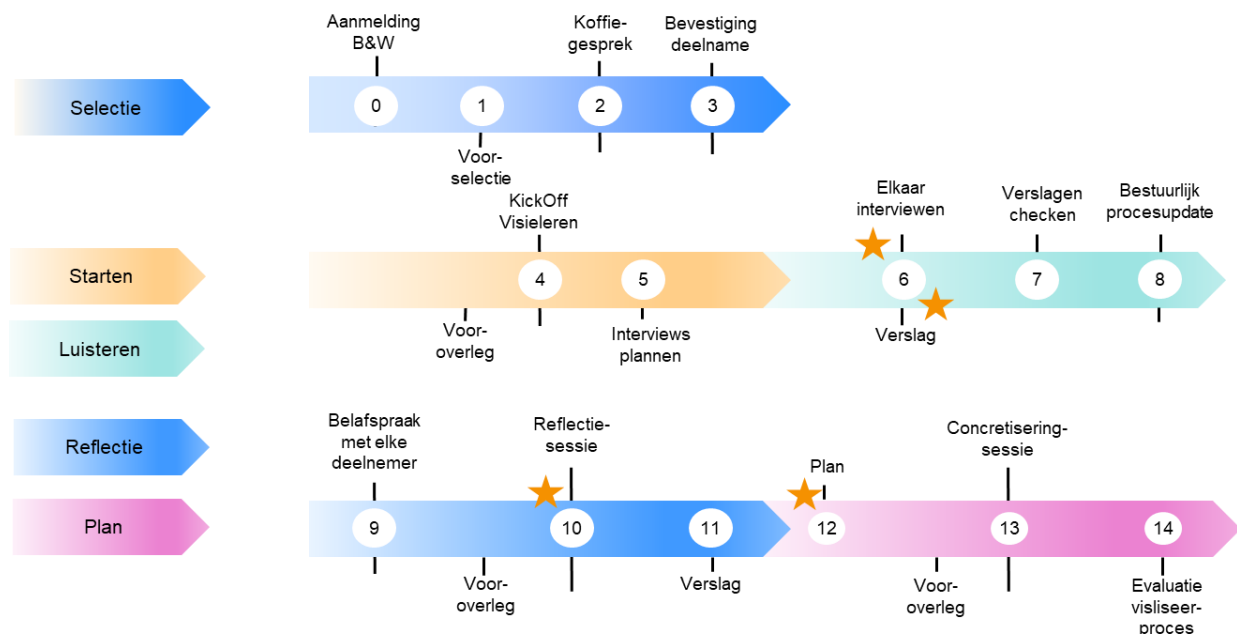 Aanmelding
B&W
Koffie-
gesprek
Bevestiging
deelname
Selectie
0
1
2
3
Voor-
selectie
KickOff
Visieleren
Elkaar
interviewen
Verslagen
checken
Bestuurlijk
procesupdate
Starten
4
5
6
7
8
Voor-
overleg
Interviews
plannen
Verslag
Luisteren
Belafspraak
met elke
deelnemer
Reflectie-
sessie
Concretisering-
sessie
Reflectie
Plan
Plan
9
10
11
12
13
14
Voor-
overleg
Verslag
Voor-
overleg
Evaluatie
visliseer-
proces